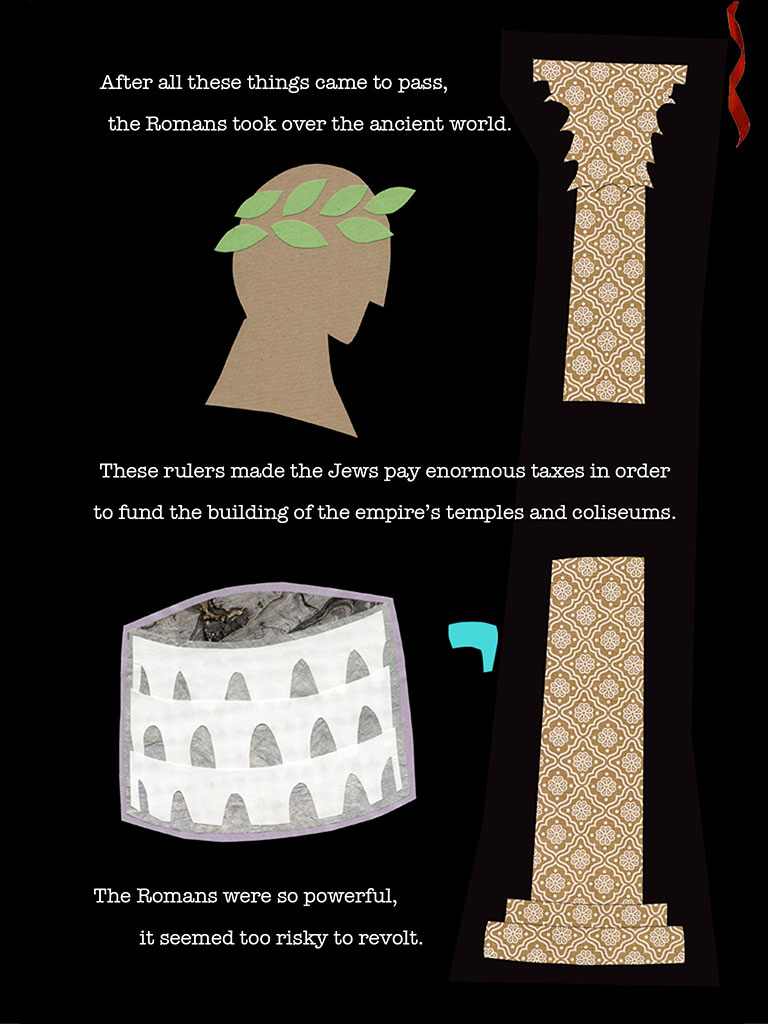 After all these things came to pass,
the Romans took over the ancient world.
These rulers made the Jews pay enormous taxes in order
to fund the building of the empire’s temples and coliseums.
י
The Romans were so powerful,
it seemed too risky to revolt.